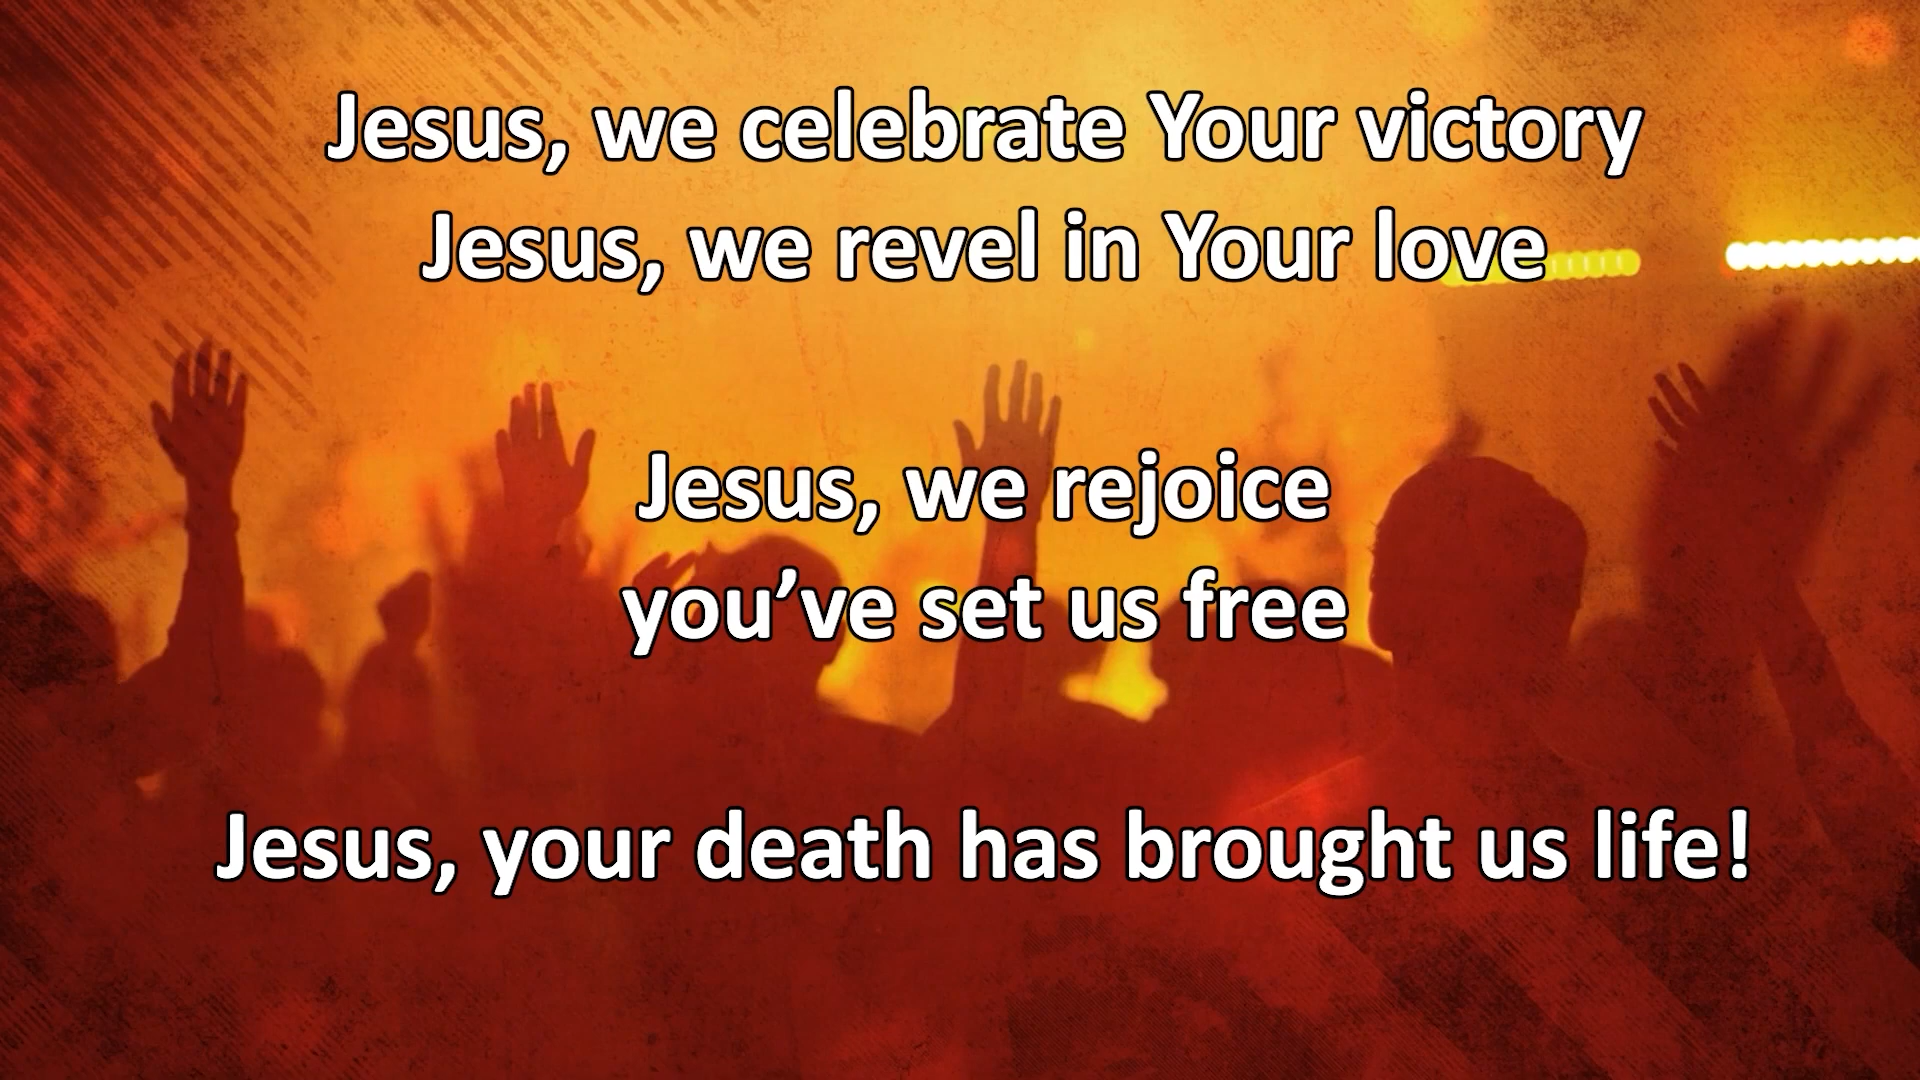 Jesus, we celebrate Your victory
Jesus, we revel in Your love
Jesus, we rejoice
you’ve set us free
Jesus, your death has brought us life!